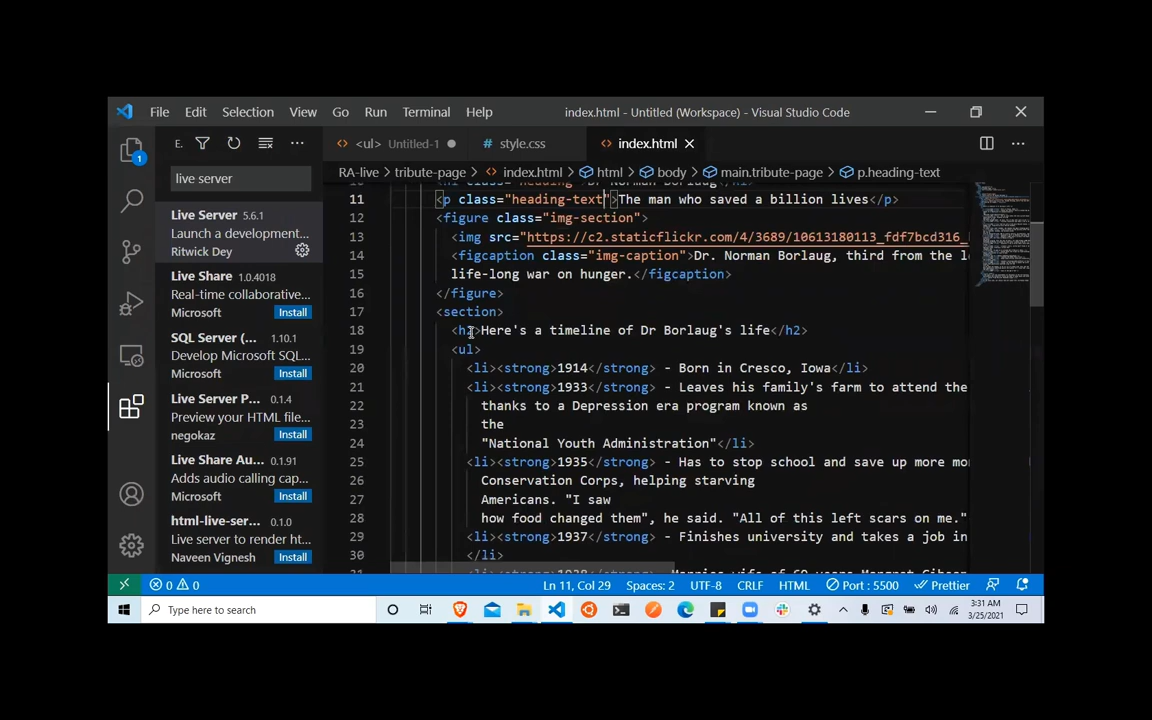 File Edit Selection View Go Run Terminal Help index.html - Untitled (Workspace) - Visual Studio Code
E.
<ul> Untitled-1 style.css index.html
RA-live tribute-page index.html html body main.tribute-page p.heading-text
live server
Live Server 5.6.1
Launch a development...
Ritwick Dey
Live Share 1.0.4018
Real-time collaborative...
Microsoft Install
SQL Server (... 1.10.1
Develop Microsoft SQL...
Microsoft Install
Live Server P... 0.1.4
Preview your HTML file...
negokaz Install
Live Share Au... 0.1.91
Adds audio calling cap...
Microsoft Install
html-live-ser... 0.1.0
Live server to render ht...
Naveen Vignesh Install
1
11 <p class="heading-text">The man who saved a billion lives</p>
12 <figure class="img-section">
13 <img src="https://c2.staticflickr.com/4/3689/10613180113_fdf7bcd316_
14 <figcaption class="img-caption">Dr. Norman Borlaug, third from the le
15 life-long war on hunger.</figcaption>
16 </figure>
17 <section>
18 <h2>Here's a timeline of Dr Borlaug's life</h2>
19 <ul>
20 <li><strong>1914</strong> - Born in Cresco, Iowa</li>
21 <li><strong>1933</strong> - Leaves his family's farm to attend the
22 thanks to a Depression era program known as
23 the
24 "National Youth Administration"</li>
25 <li><strong>1935</strong> - Has to stop school and save up more mo
26 Conservation Corps, helping starving
27 Americans. "I saw
28 how food changed them", he said. "All of this left scars on me."
29 <li><strong>1937</strong> - Finishes university and takes a job in
30 </li>
0 0 Ln 11, Col 29 Spaces: 2 UTF-8 CRLF HTML Port : 5500 Prettier
Type here to search 3:31 AM
3/25/2021